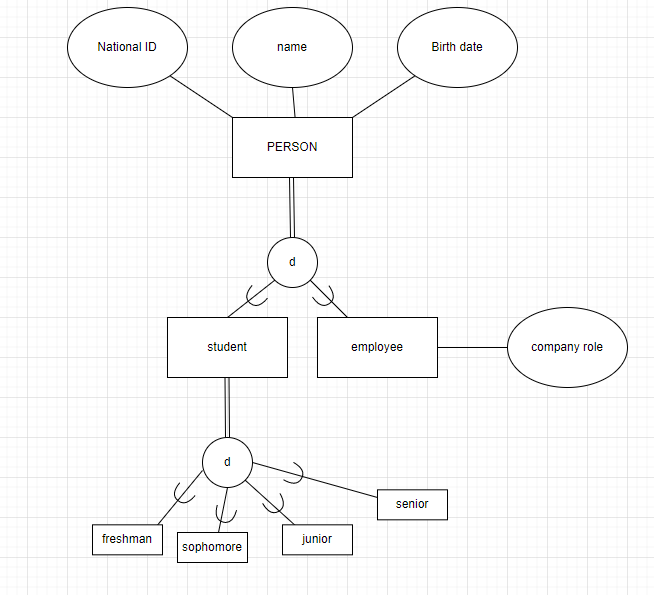 National ID
name
Birth date
PERSON
d
student
employee
company role
d
senior
freshman
sophomore
junior